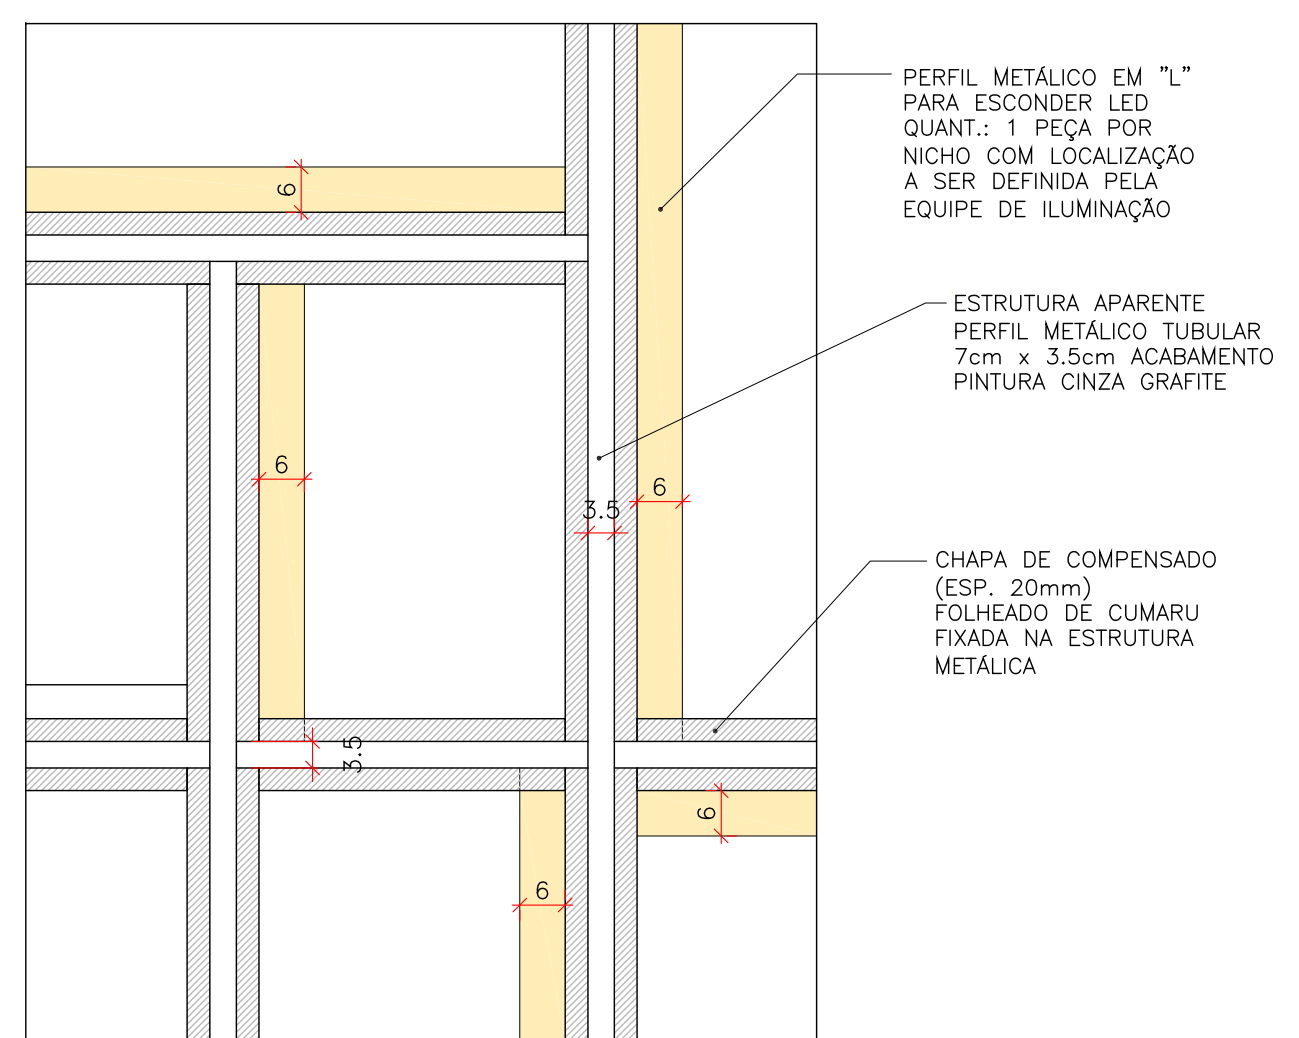 PERFIL METÁLICO EM "L"
PARA ESCONDER LED
QUANT.: 1 PEÇA POR
NICHO COM LOCALIZAÇÃO
A SER DEFINIDA PELA
EQUIPE DE ILUMINAÇÃO
6
ESTRUTURA APARENTE
PERFIL METÁLICO TUBULAR
7cm x 3.5cm ACABAMENTO
PINTURA CINZA GRAFITE
6
6
3.5
CHAPA DE COMPENSADO
(ESP. 20mm)
FOLHEADO DE CUMARU
FIXADA NA ESTRUTURA
METÁLICA
3.5
6
6